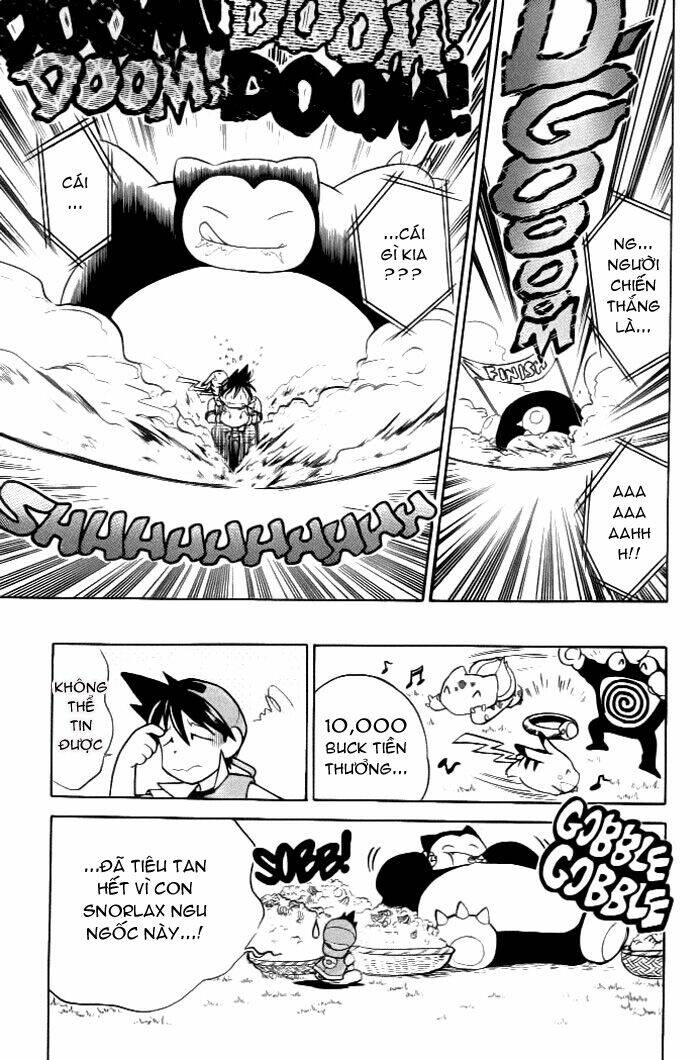 D-GOOOOM
NG...
NGƯỜI
CHIẾN
THẮNG
LÀ...
FINISH
AAA
AAA
AAHH
H!!
DOOM! DOOM!
DOOM! DOOM!
...CÁI
GÌ KIA
???
CÁI
...
SHHHHHHHHHHH
10,000
BUCK TIỀN
THƯỞNG...
KHÔNG
THỂ
TIN
ĐƯỢC
GOBBLE
GOBBLE
SOBB!
...ĐÃ TIÊU TAN
HẾT VÌ CON
SNORLAX NGU
NGỐC NÀY...!